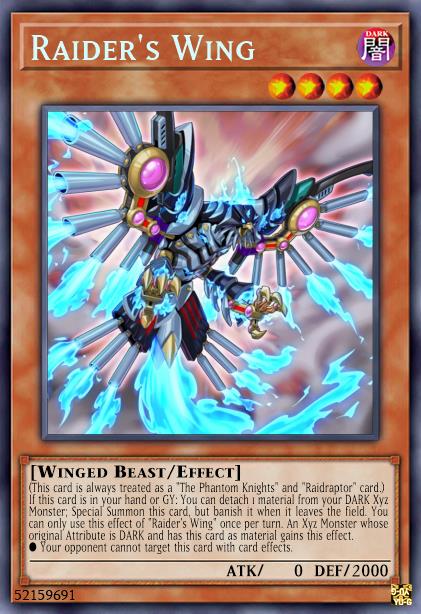 Raider's Wing
DARK
闇
[Winged Beast/Effect]
(This card is always treated as a "The Phantom Knights" and "Raidraptor" card.)
If this card is in your hand or GY: You can detach 1 material from your DARK Xyz
Monster; Special Summon this card, but banish it when it leaves the field. You
can only use this effect of "Raider's Wing" once per turn. An Xyz Monster whose
original Attribute is DARK and has this card as material gains this effect.
● Your opponent cannot target this card with card effects.
ATK/ 0 DEF/2000
52159691